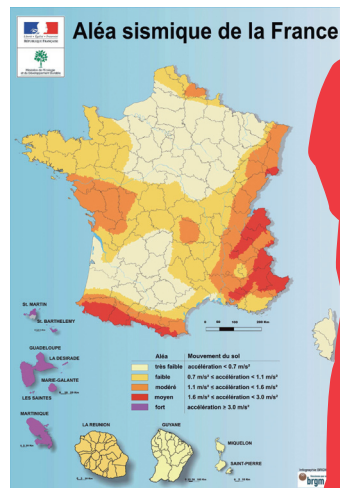 Aléa sismique de la France
RÉPUBLIQUE FRANÇAISE
St. MARTIN
St. BARTHELEMY
GUADELOUPE
LA DESIRADE
MARIE-GALANTE
LES SAINTES
MARTINIQUE
Aléa Mouvement du sol
très faible accélération < 0.7 m/s²
faible 0.7 m/s² < accélération < 1.1 m/s²
modéré 1.1 m/s² < accélération < 1.6 m/s²
moyen 1.6 m/s² < accélération < 3.0 m/s²
fort accélération > 3.0 m/s²
LA REUNION
GUYANE
MIQUELON
SAINT-PIERRE
brgm